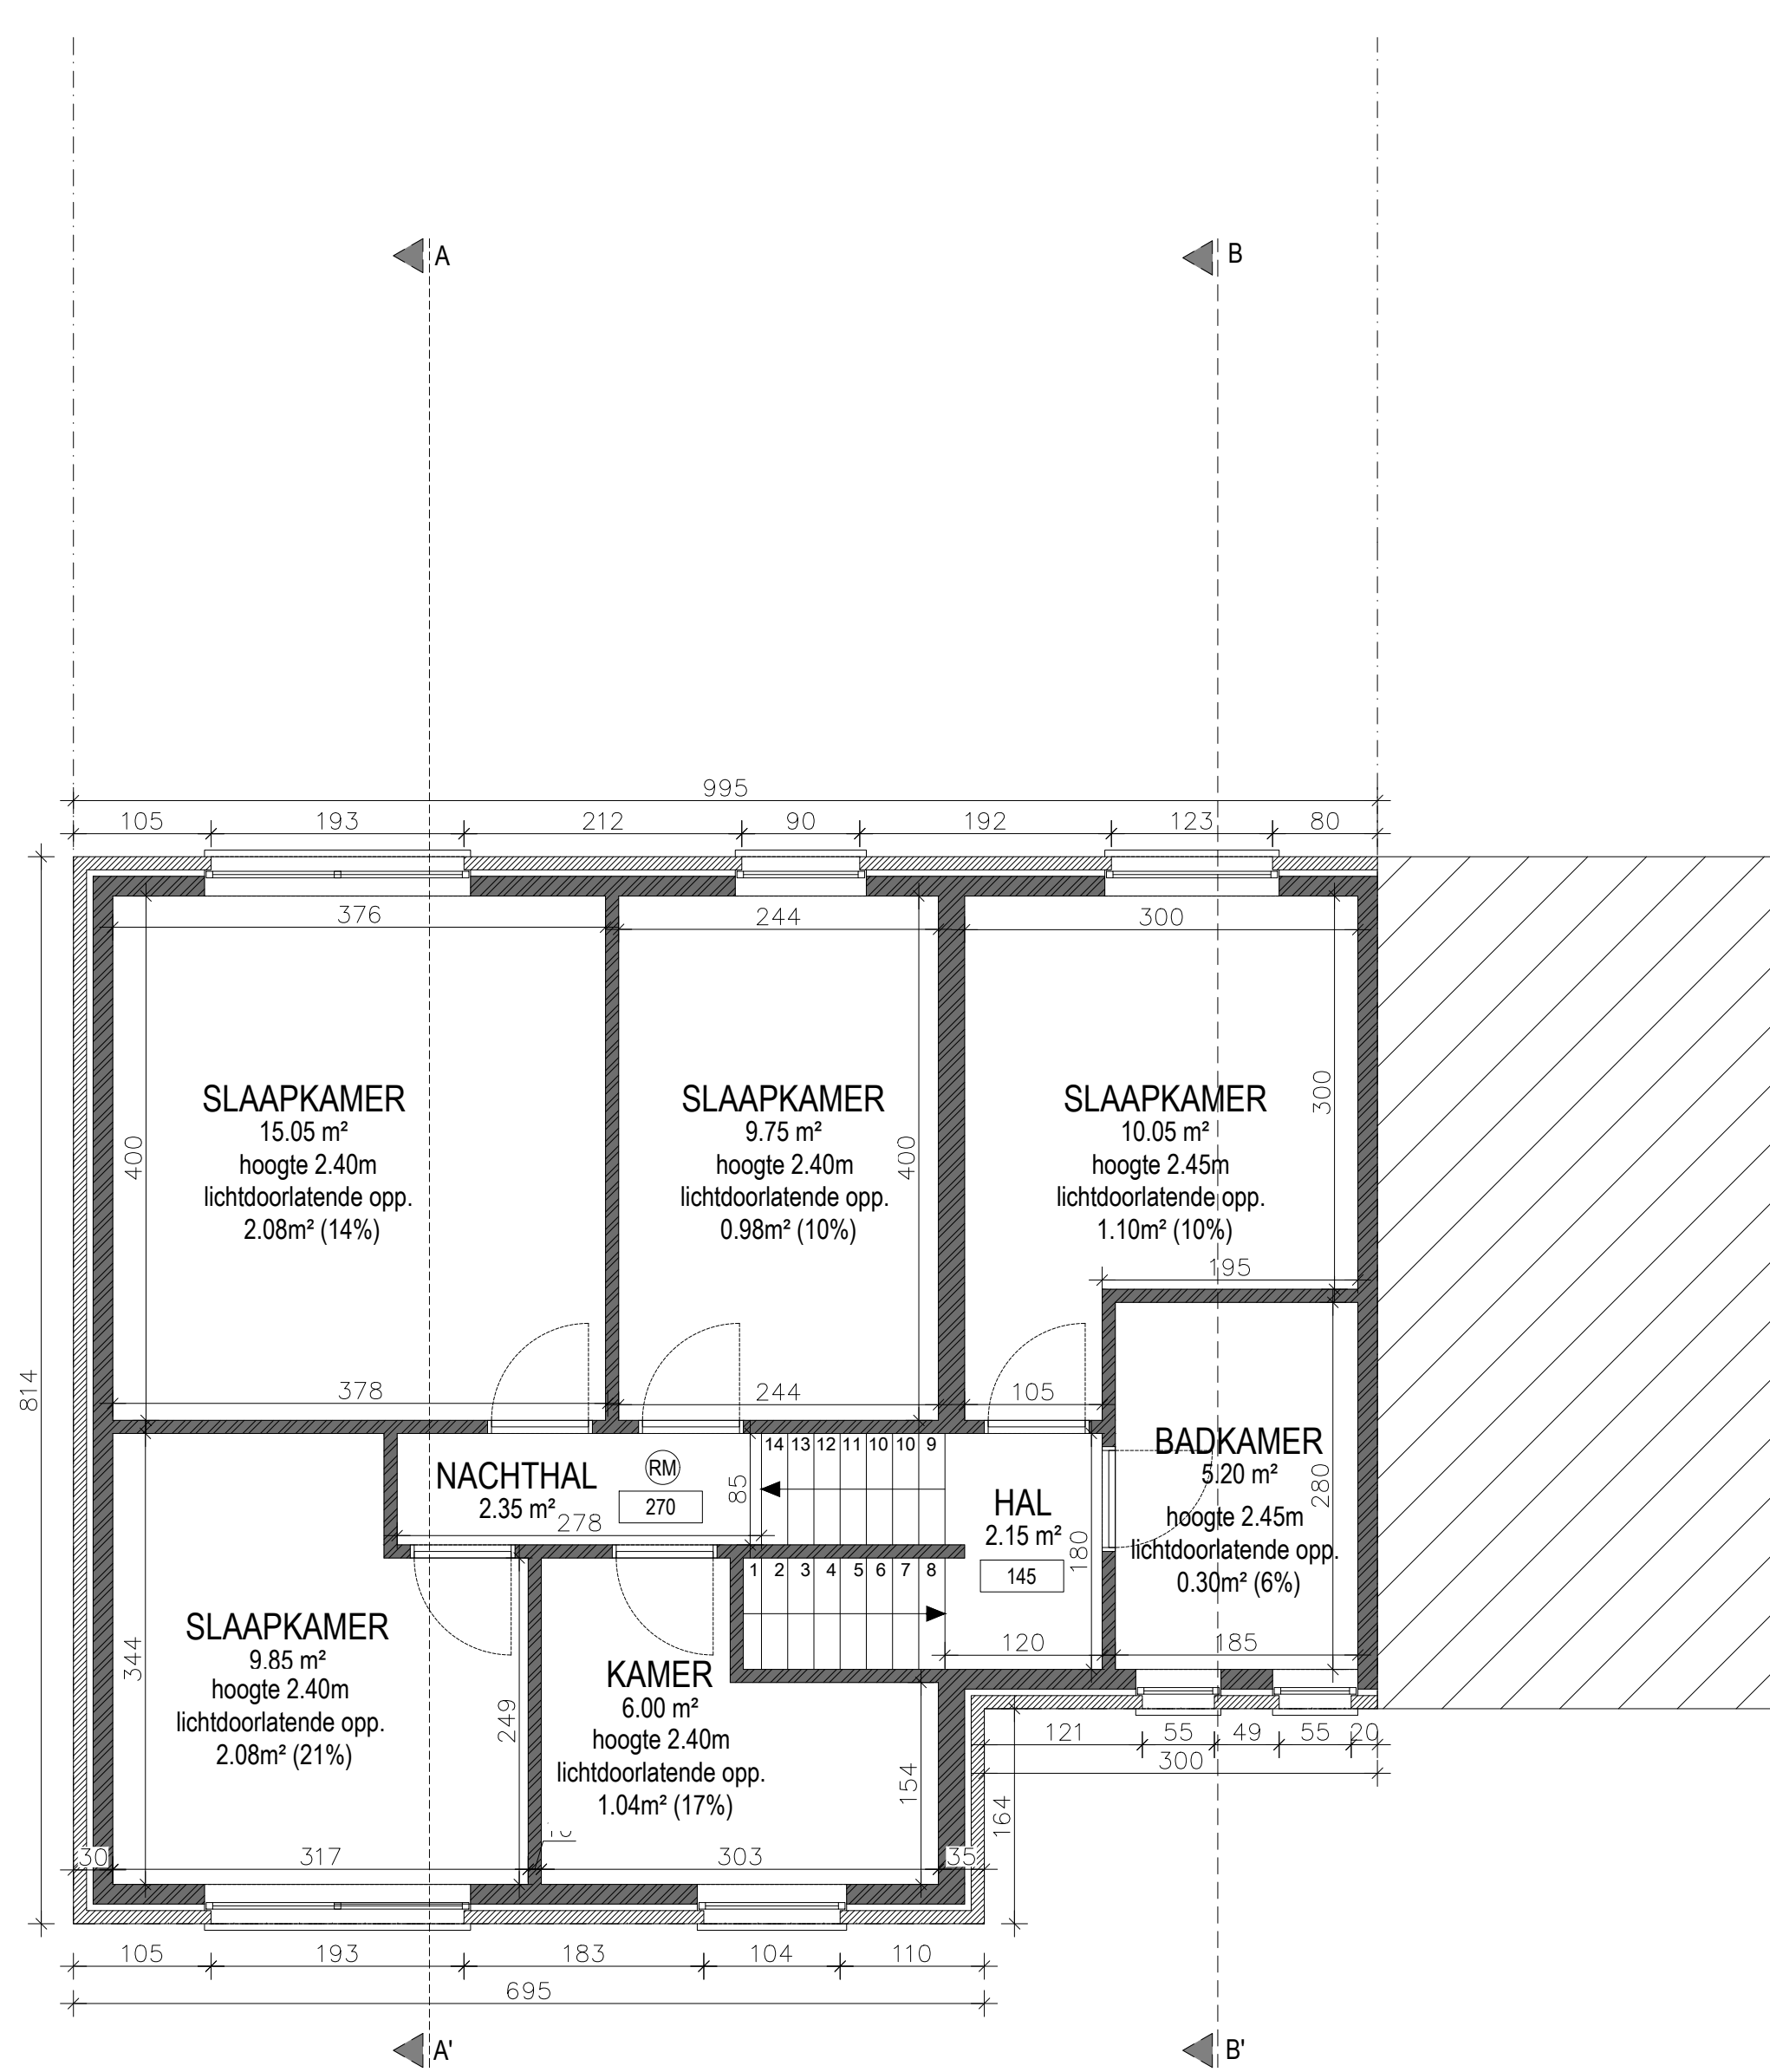 A
B
995
105
193
212
90
192
123
80
376
244
300
SLAAPKAMER
15.05 m²
hoogte 2.40m
lichtdoorlatende opp.
2.08m² (14%)
400
SLAAPKAMER
9.75 m²
hoogte 2.40m
lichtdoorlatende opp.
0.98m² (10%)
400
SLAAPKAMER
10.05 m²
hoogte 2.45m
lichtdoorlatende opp.
1.10m² (10%)
300
195
814
378
244
105
NACHTHAL
2.35 m²
278
RM
270
85
14 13 12 11 10 10 9
1 2 3 4 5 6 7 8
HAL
2.15 m²
145
180
120
BADKAMER
5.20 m²
hoogte 2.45m
lichtdoorlatende opp.
0.30m² (6%)
280
185
SLAAPKAMER
9.85 m²
hoogte 2.40m
lichtdoorlatende opp.
2.08m² (21%)
344
249
KAMER
6.00 m²
hoogte 2.40m
lichtdoorlatende opp.
1.04m² (17%)
154
164
121
55
49
55
20
300
30
317
303
35
105
193
183
104
110
695
A'
B'